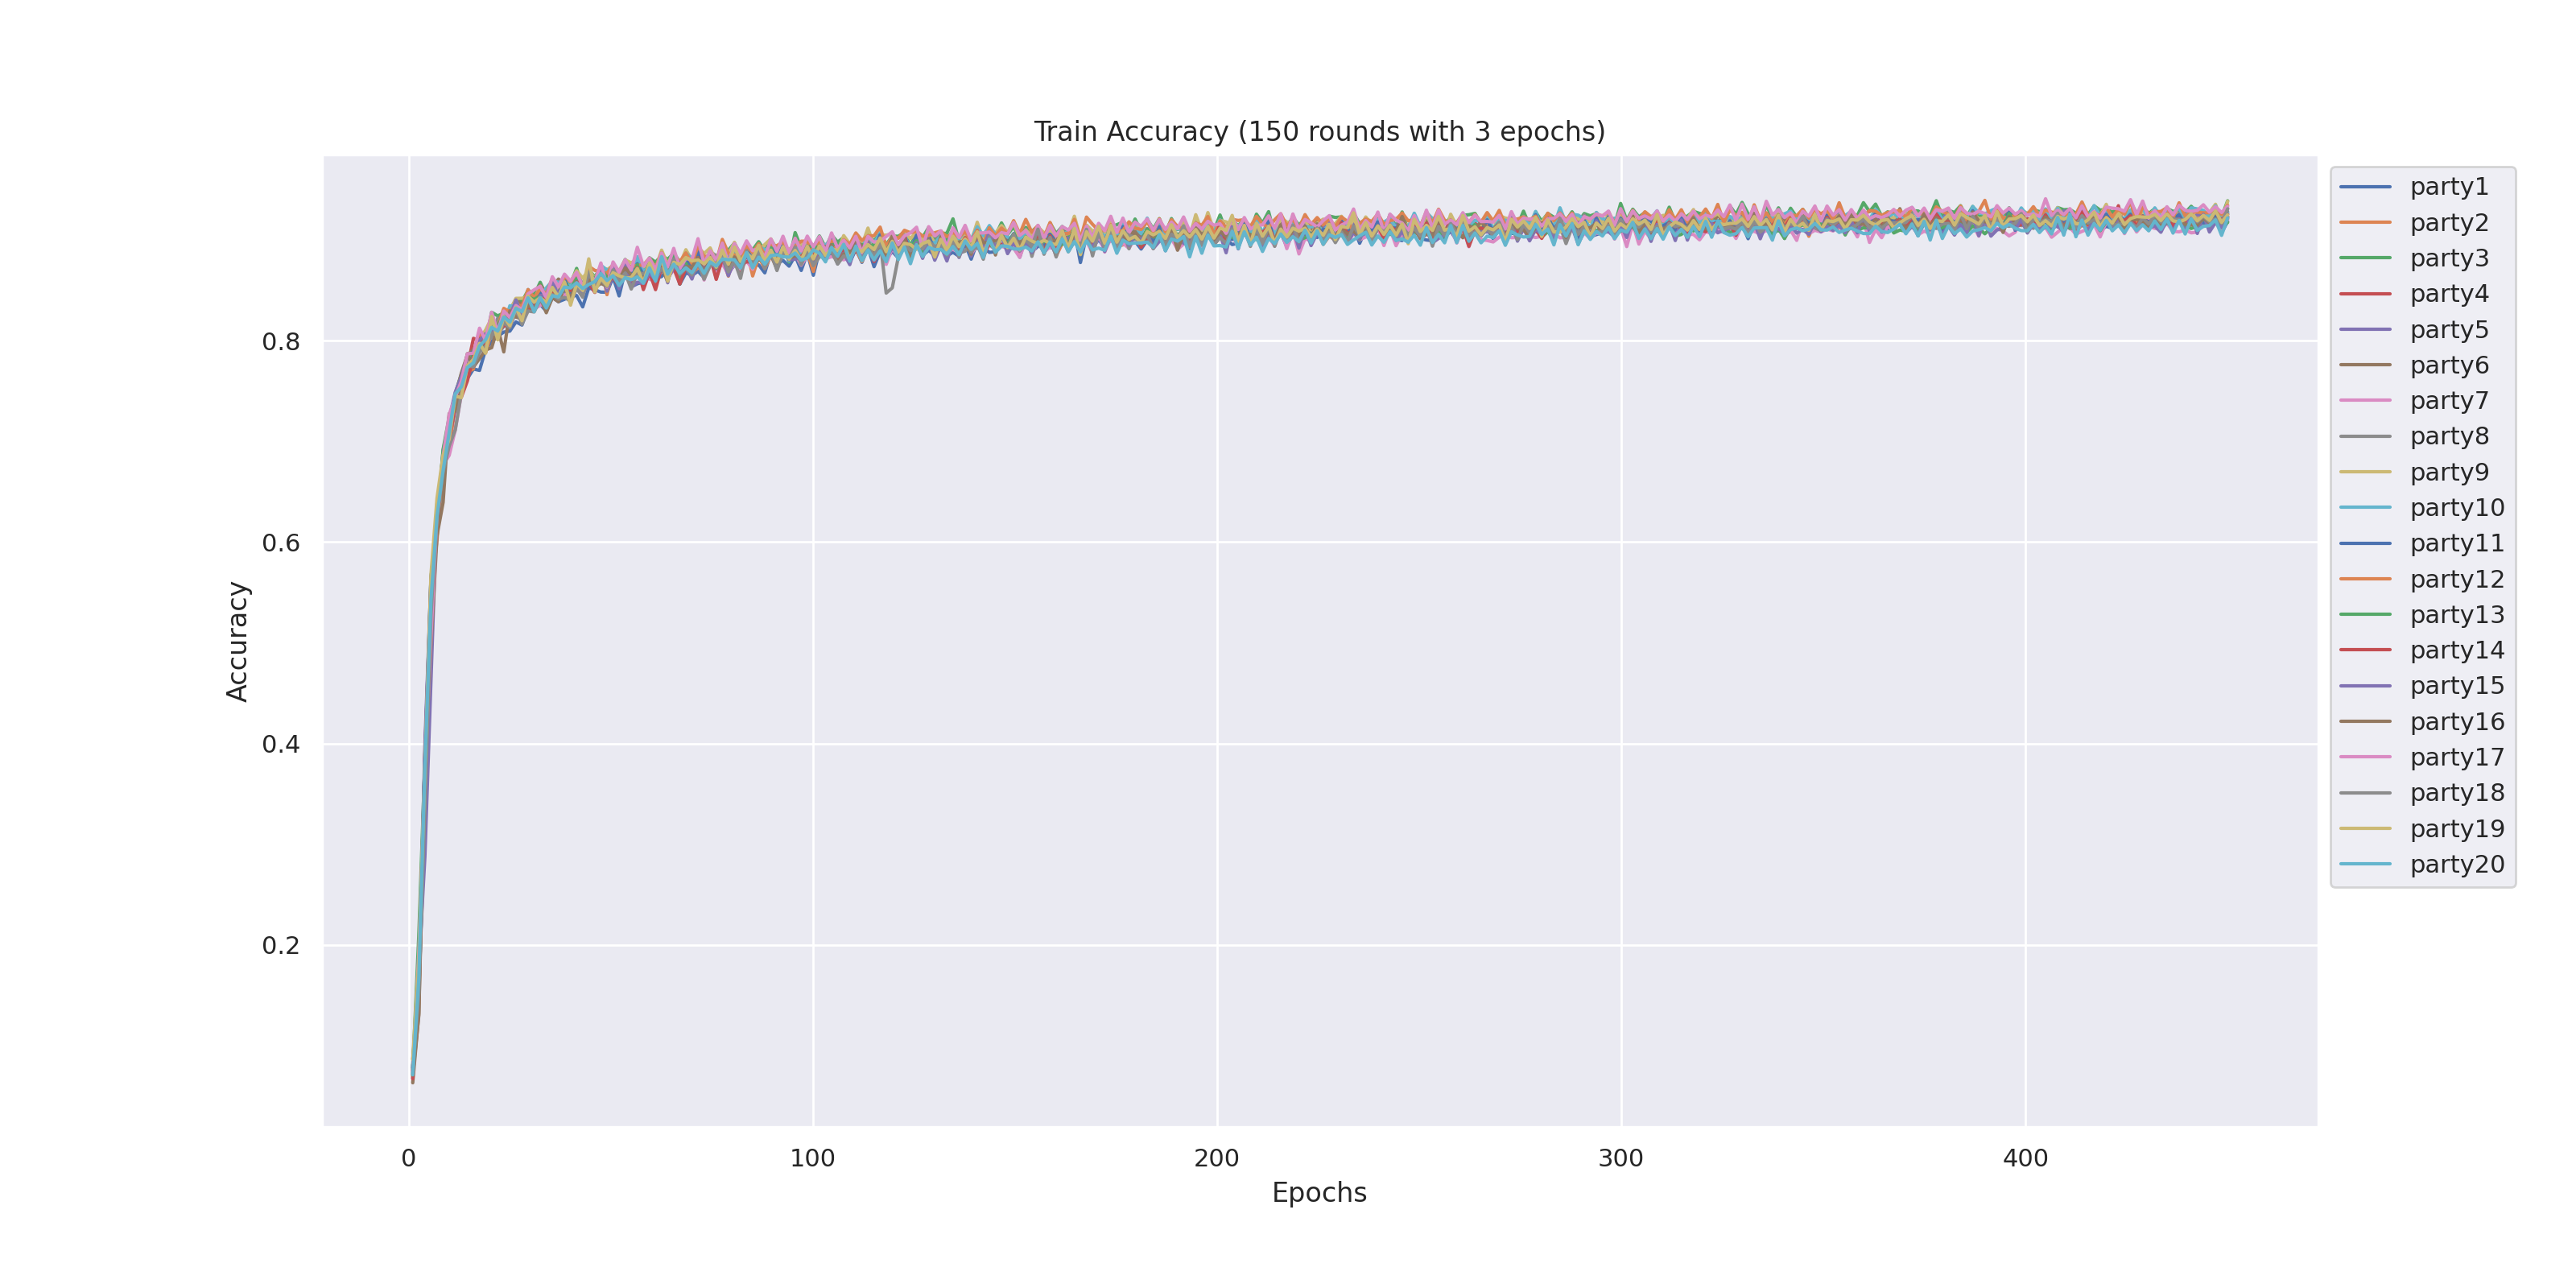 Train Accuracy (150 rounds with 3 epochs)
Accuracy
0.8
0.6
0.4
0.2
0
100
200
300
400
Epochs
party1
party2
party3
party4
party5
party6
party7
party8
party9
party10
party11
party12
party13
party14
party15
party16
party17
party18
party19
party20